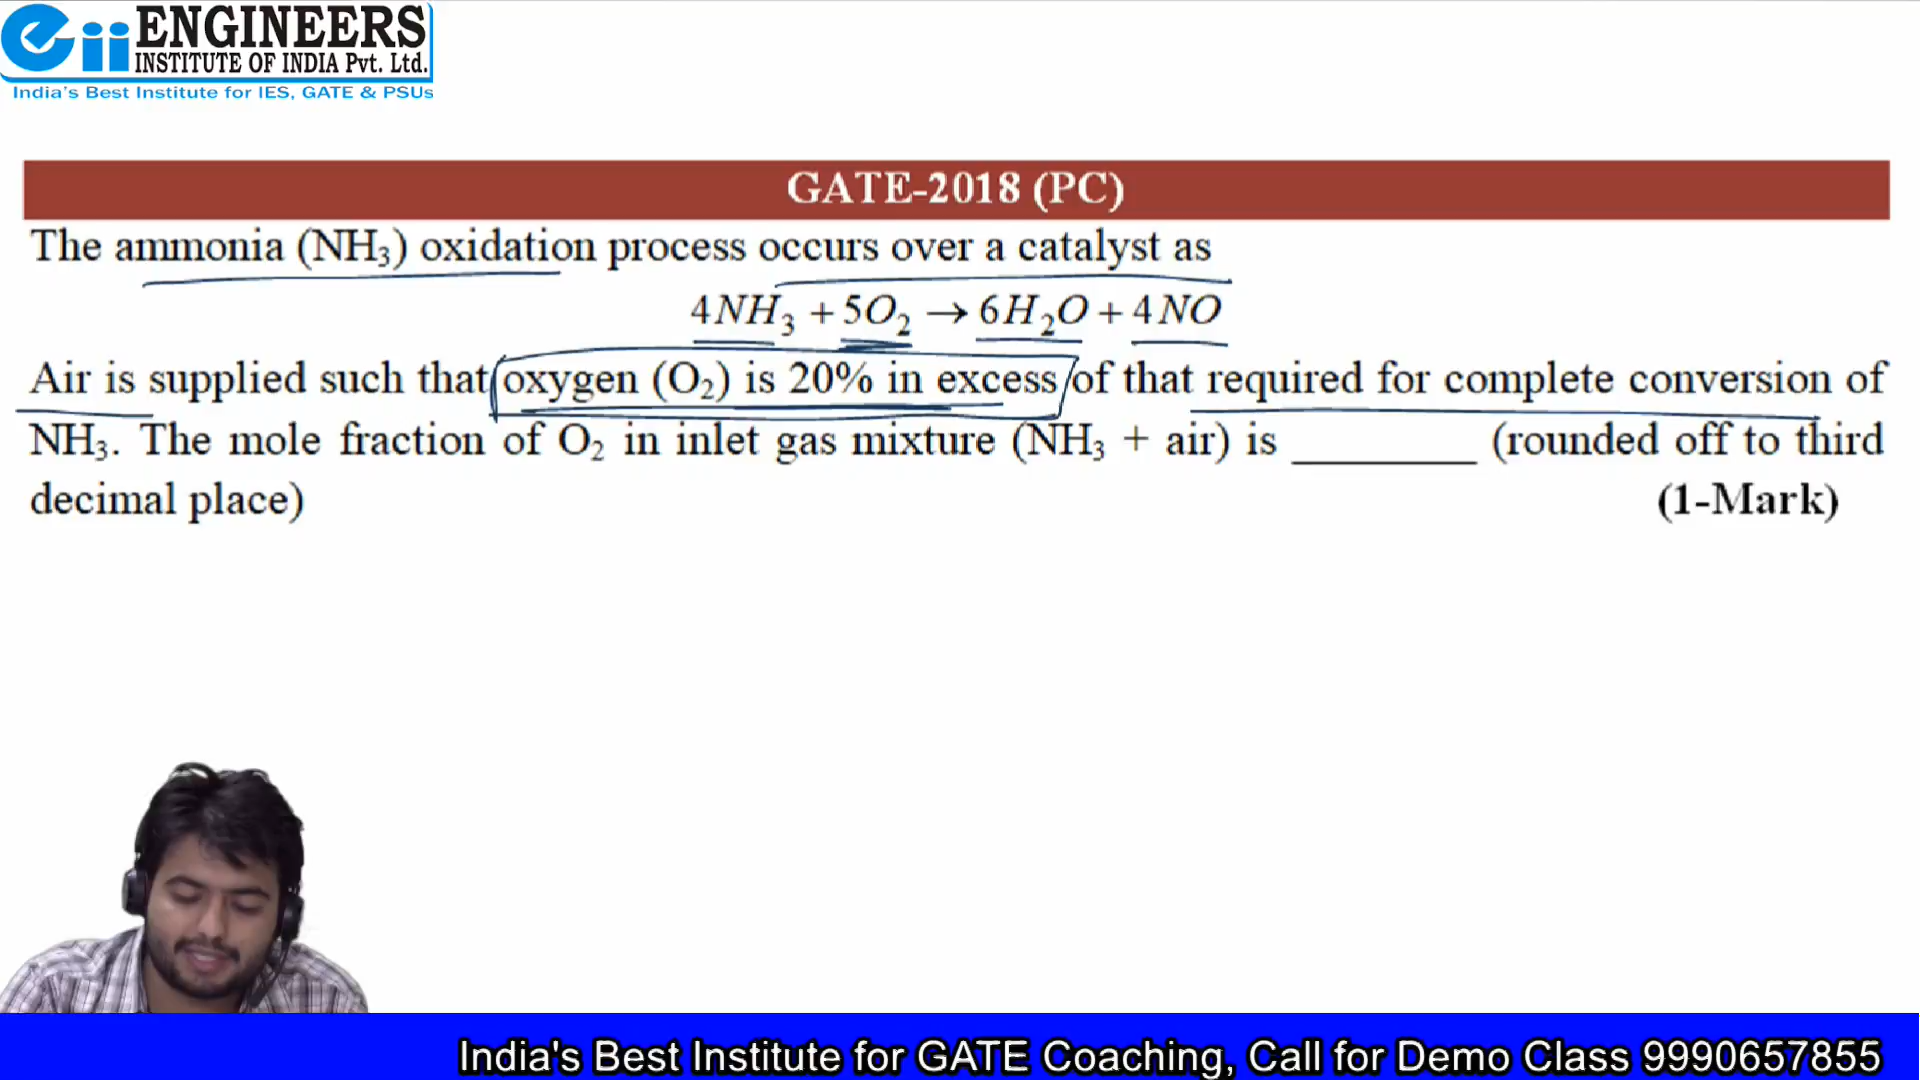 eii ENGINEERS
INSTITUTE OF INDIA Pvt. Ltd.
India's Best Institute for IES, GATE & PSUs
GATE-2018 (PC)
The ammonia (NH₃) oxidation process occurs over a catalyst as
4NH₃ + 5O₂ → 6H₂O + 4NO
Air is supplied such that oxygen (O₂) is 20% in excess of that required for complete conversion of
NH₃. The mole fraction of O₂ in inlet gas mixture (NH₃ + air) is ________ (rounded off to third
decimal place) (1-Mark)
India's Best Institute for GATE Coaching, Call for Demo Class 9990657855